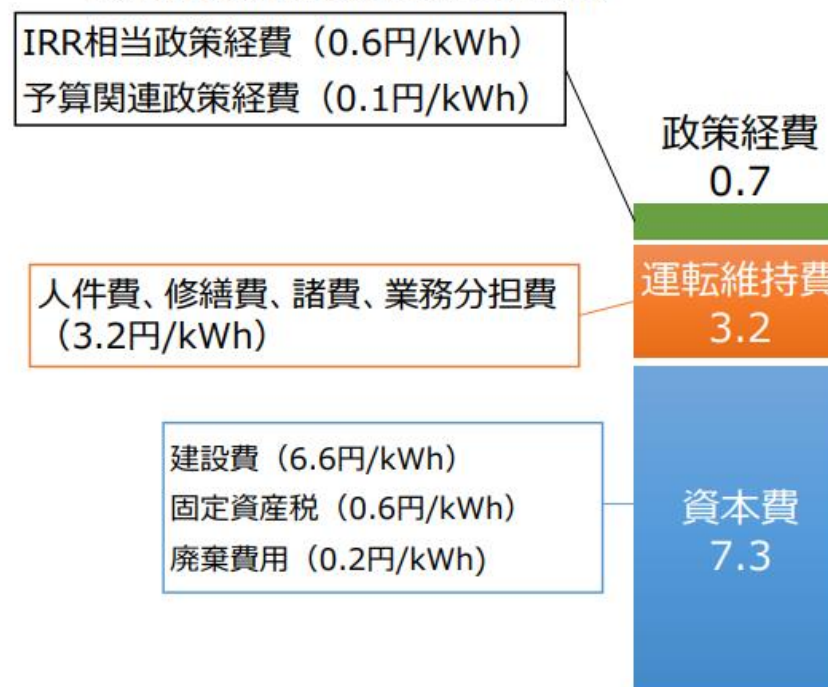 IRR相当政策経費（0.6円/kWh）
予算関連政策経費（0.1円/kWh）
政策経費
0.7
人件費、修繕費、諸費、業務分担費
（3.2円/kWh）
運転維持費
3.2
建設費（6.6円/kWh）
固定資産税（0.6円/kWh）
廃棄費用（0.2円/kWh)
資本費
7.3